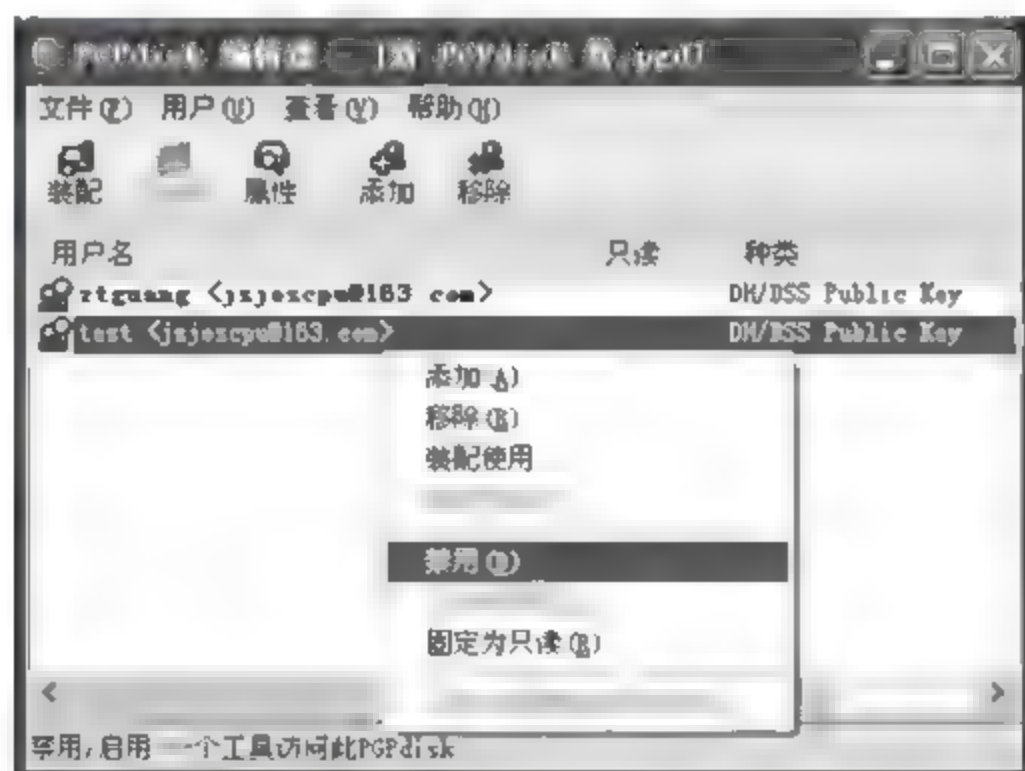 文件(F) 用户(U) 查看(V) 帮助(H)
装配 属性 添加 移除
用户名 只读 种类
rtguang <jsjezcpu@163 com> DH/DSS Public Key
test <jsjezcpu@163.com> DH/DSS Public Key
添加 A)
移除(R)
装配使用
禁用(D)
固定为只读(R)
禁用,启用 一个工具访问此PGPdisk